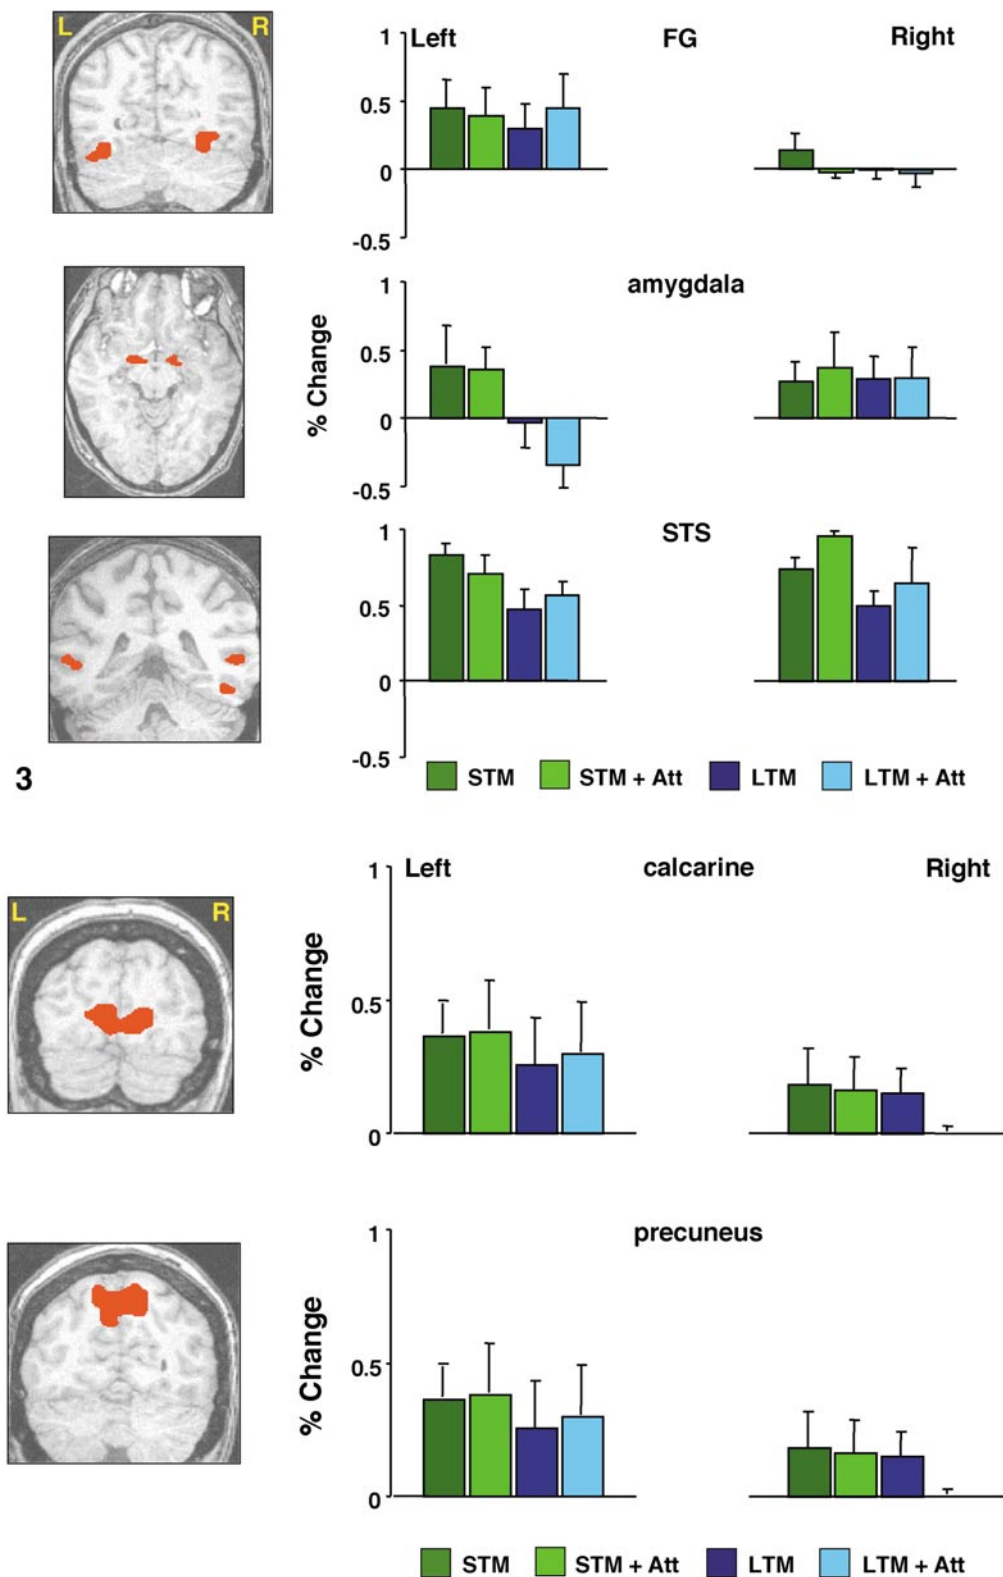 L R
Left FG Right
1
0.5
0
-0.5
amygdala
1
0.5
0
-0.5
% Change
STS
1
0.5
0
-0.5
3
STM STM + Att LTM LTM + Att
L R
Left calcarine Right
1
0.5
0
% Change
precuneus
1
0.5
0
% Change
STM STM + Att LTM LTM + Att